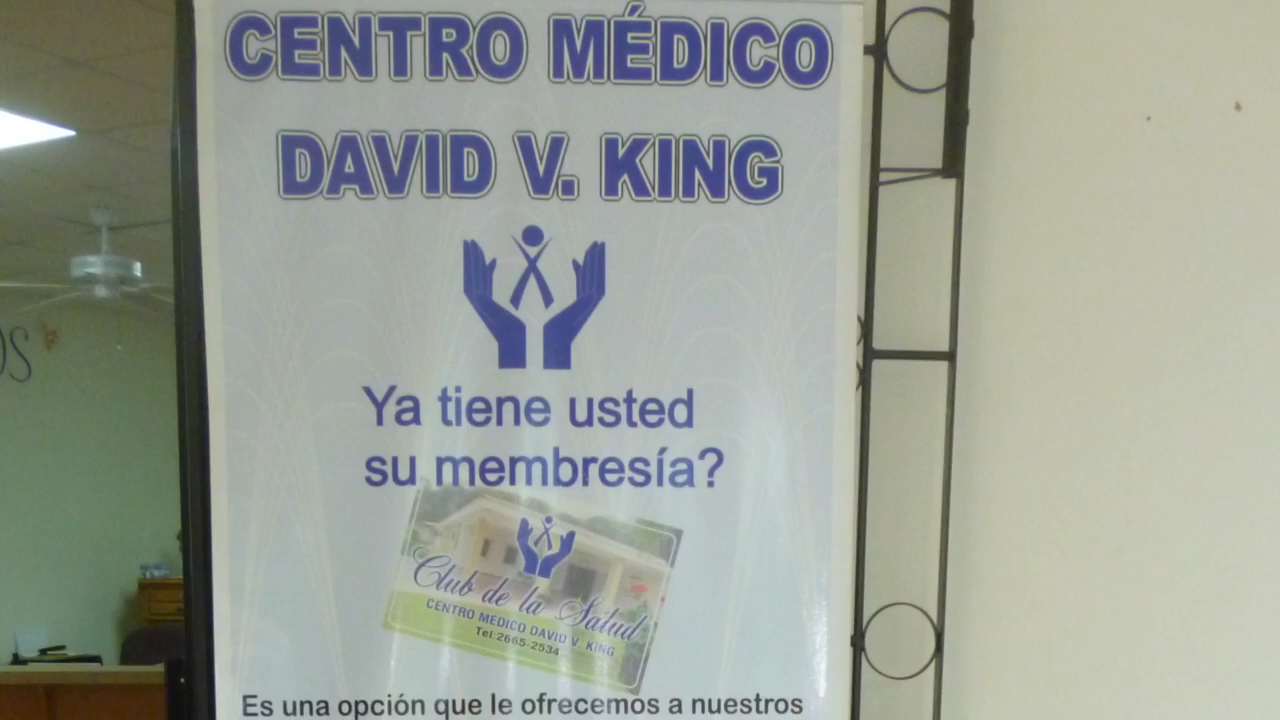 CENTRO MÉDICO
DAVID V. KING
Ya tiene usted
su membresía?
Club de la Salud
CENTRO MEDICO DAVID V. KING
Tel:2665-2534
Es una opción que le ofrecemos a nuestros
OS